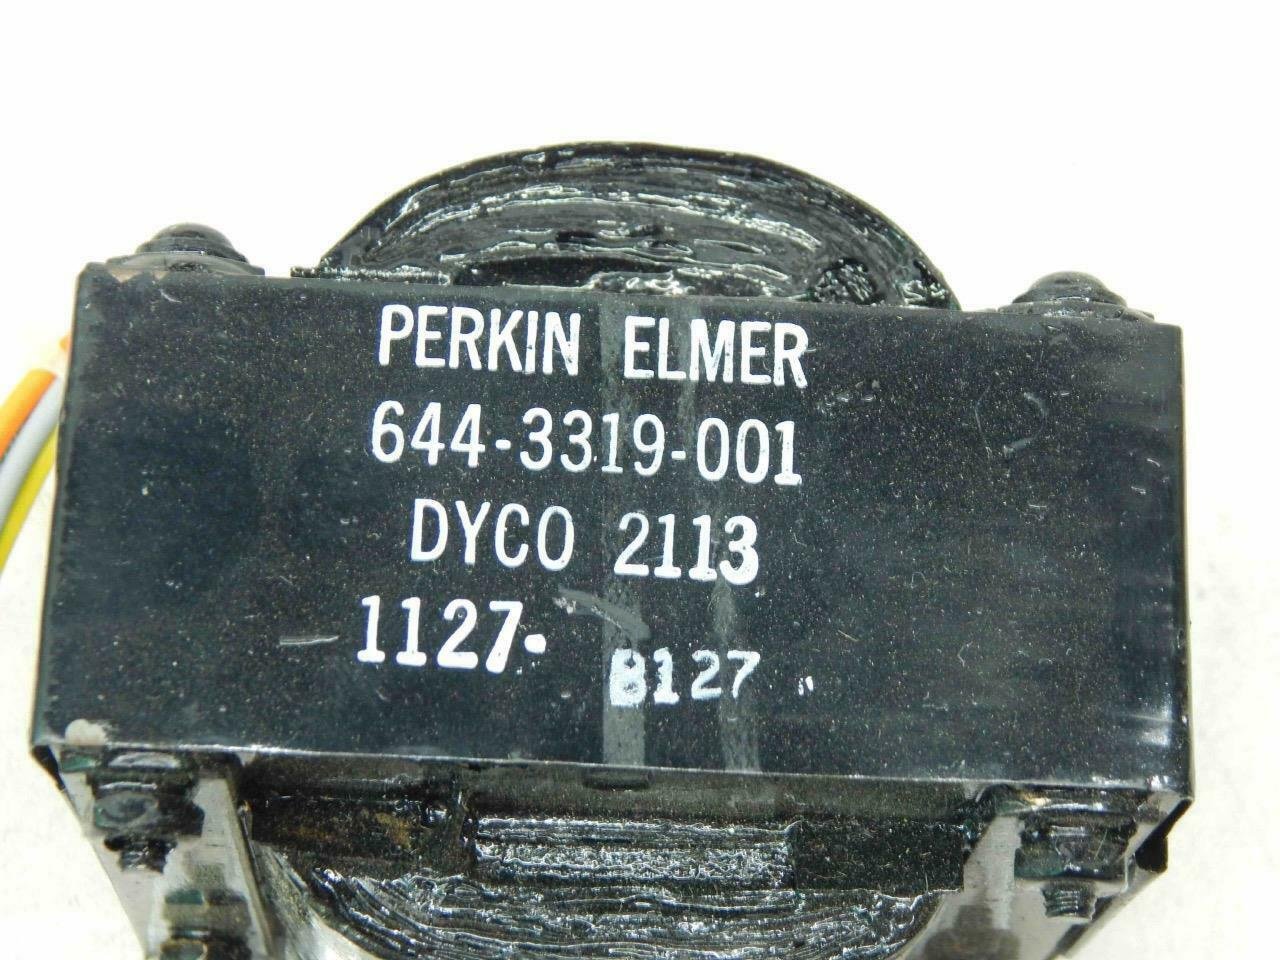 PERKIN ELMER
644-3319-001
DYCO 2113
1127- 8127